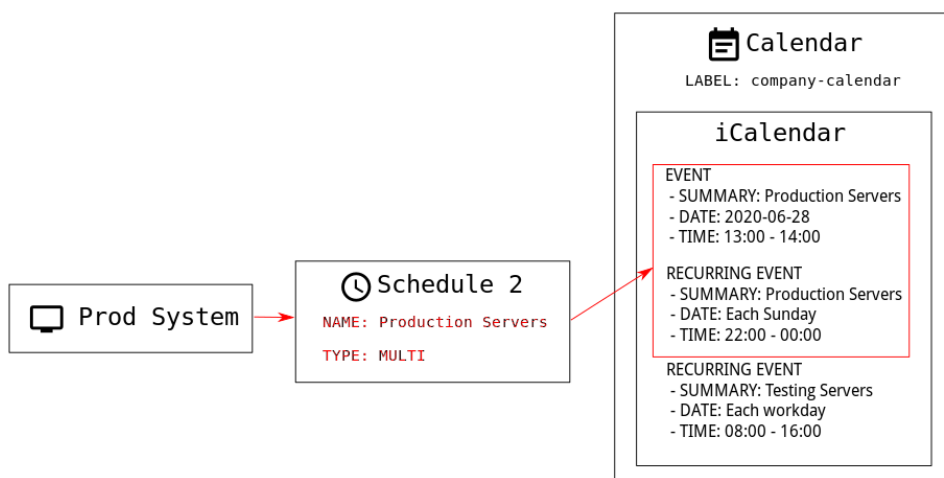 Prod System
Schedule 2
NAME: Production Servers
TYPE: MULTI
Calendar
LABEL: company-calendar
iCalendar
EVENT
- SUMMARY: Production Servers
- DATE: 2020-06-28
- TIME: 13:00 - 14:00
RECURRING EVENT
- SUMMARY: Production Servers
- DATE: Each Sunday
- TIME: 22:00 - 00:00
RECURRING EVENT
- SUMMARY: Testing Servers
- DATE: Each workday
- TIME: 08:00 - 16:00